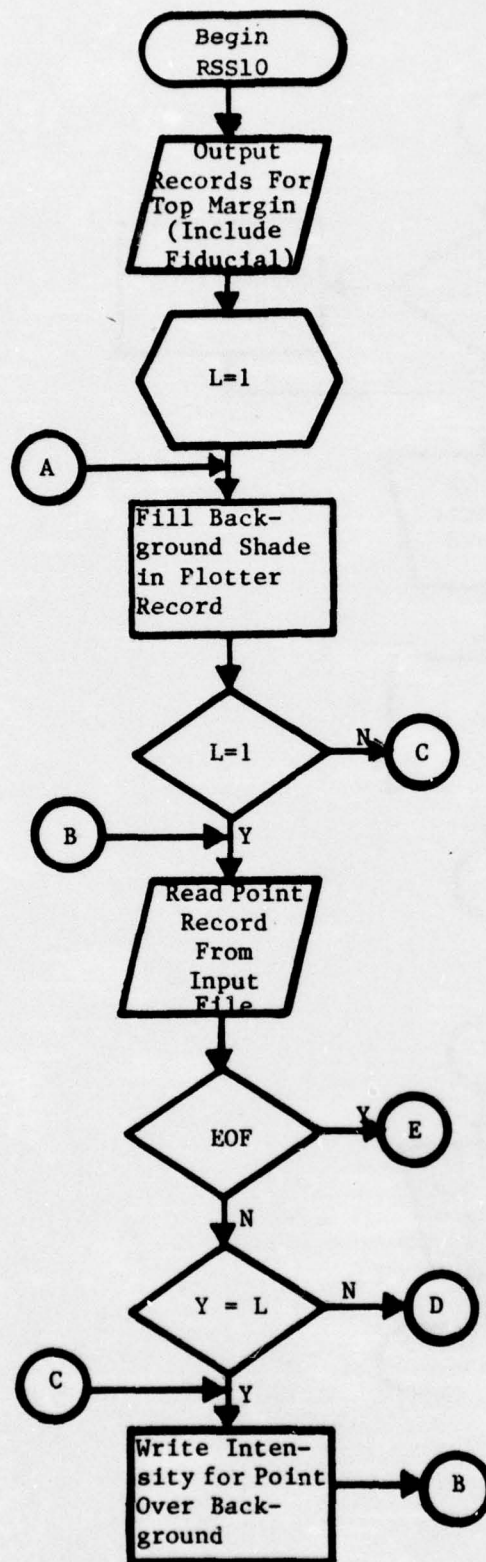 Begin
RSS10
Output
Records For
Top Margin
(Include
Fiducial)
L=1
A
Fill Back-
ground Shade
in Plotter
Record
L=1
N
C
B
Y
Read Point
Record
From
Input
File
EOF
Y
E
N
Y = L
N
D
C
Y
Write Inten-
sity for Point
Over Back-
ground
B